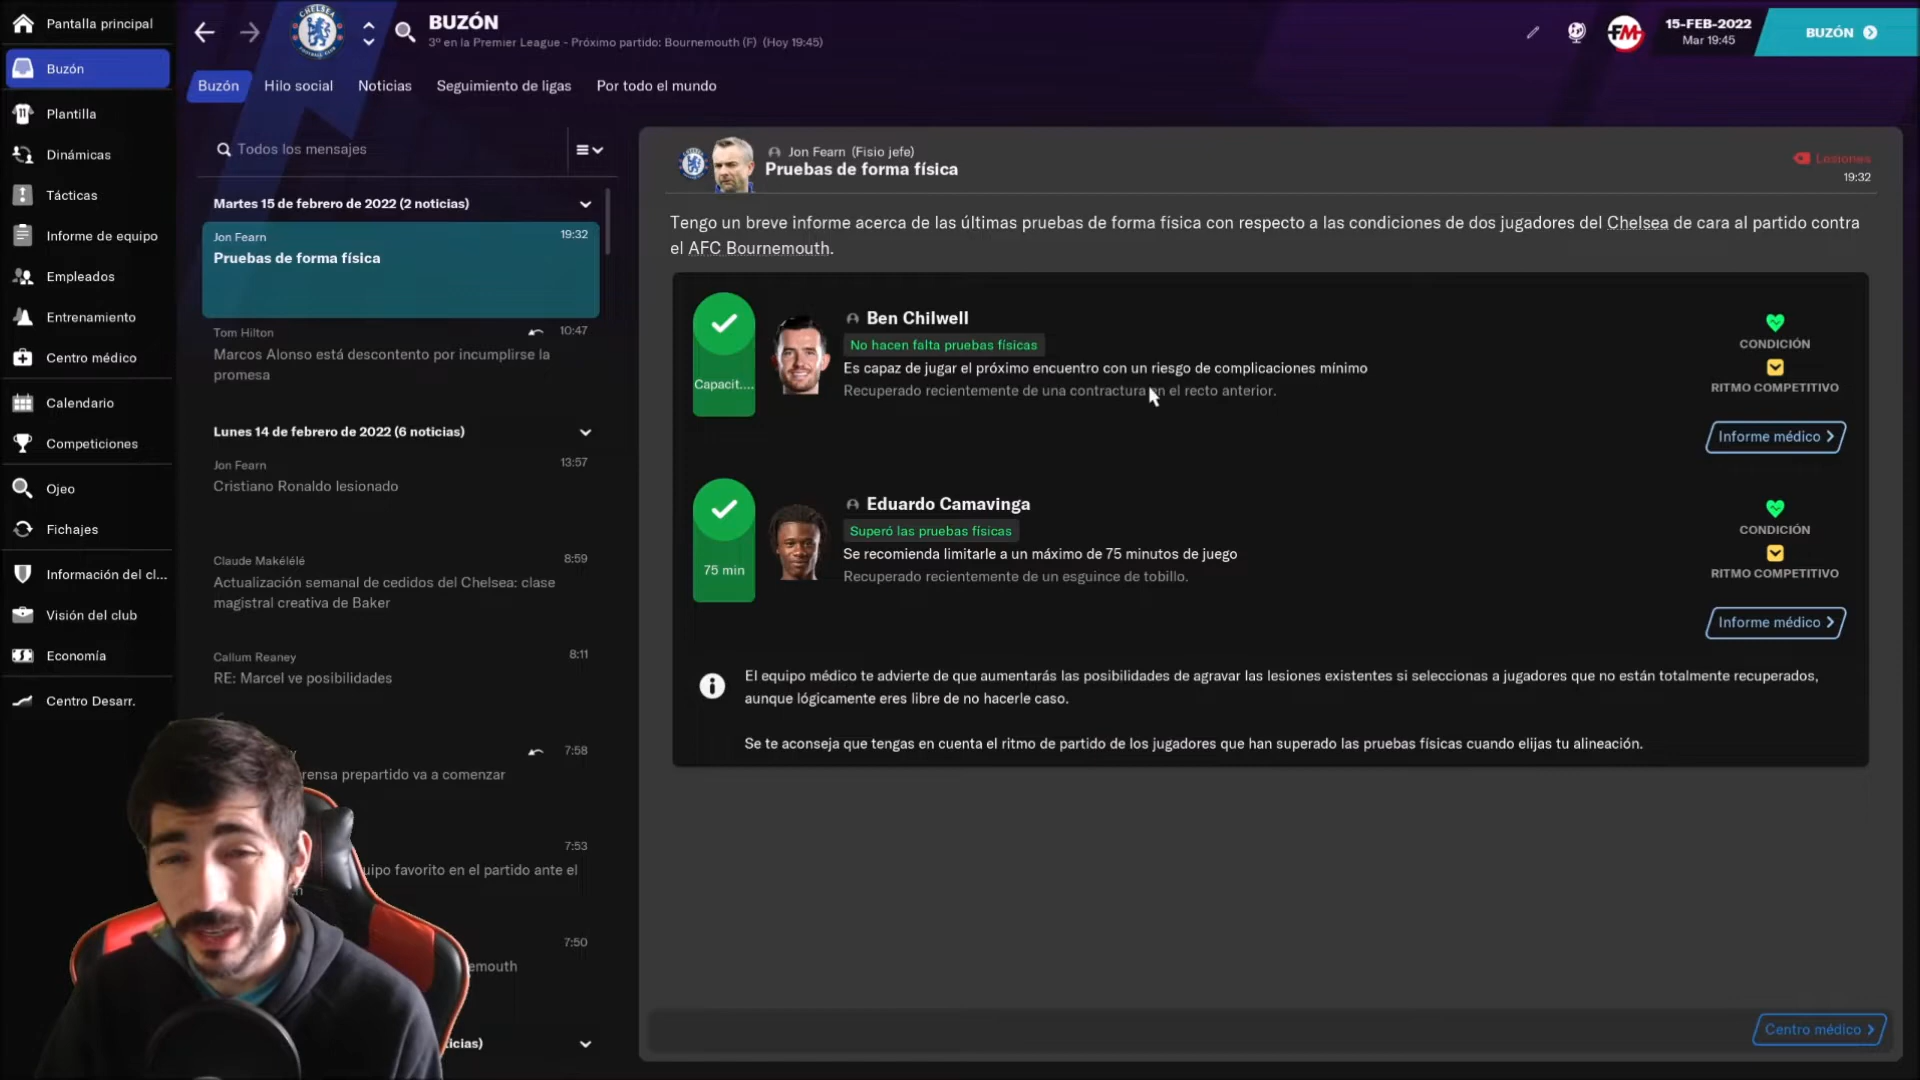 Pantalla principal
Buzón
Plantilla
Dinámicas
Tácticas
Informe de equipo
Empleados
Entrenamiento
Centro médico
Calendario
Competiciones
Ojeo
Fichajes
Información del cl...
Visión del club
Economía
Centro Desarr.
BUZÓN
3º en la Premier League - Próximo partido: Bournemouth (F) (Hoy 19:45)
FM
15-FEB-2022
Mar 19:45
BUZÓN
Buzón Hilo social Noticias Seguimiento de ligas Por todo el mundo
Todos los mensajes
Martes 15 de febrero de 2022 (2 noticias)
Jon Fearn 19:32
Pruebas de forma física
Tom Hilton 10:47
Marcos Alonso está descontento por incumplirse la
promesa
Lunes 14 de febrero de 2022 (6 noticias)
Jon Fearn 13:57
Cristiano Ronaldo lesionado
Claude Makélélé 8:59
Actualización semanal de cedidos del Chelsea: clase
magistral creativa de Baker
Callum Reaney 8:11
RE: Marcel ve posibilidades
7:58
rensa prepartido va a comenzar
7:53
uipo favorito en el partido ante el
7:50
emouth
icias)
Jon Fearn (Fisio jefe)
Pruebas de forma física
Lesiones
19:32
Tengo un breve informe acerca de las últimas pruebas de forma física con respecto a las condiciones de dos jugadores del Chelsea de cara al partido contra
el AFC Bournemouth.
Capacit....
Ben Chilwell
No hacen falta pruebas físicas
Es capaz de jugar el próximo encuentro con un riesgo de complicaciones mínimo
Recuperado recientemente de una contractura en el recto anterior.
CONDICIÓN
RITMO COMPETITIVO
Informe médico
75 min
Eduardo Camavinga
Superó las pruebas físicas
Se recomienda limitarle a un máximo de 75 minutos de juego
Recuperado recientemente de un esguince de tobillo.
CONDICIÓN
RITMO COMPETITIVO
Informe médico
El equipo médico te advierte de que aumentarás las posibilidades de agravar las lesiones existentes si seleccionas a jugadores que no están totalmente recuperados,
aunque lógicamente eres libre de no hacerle caso.
Se te aconseja que tengas en cuenta el ritmo de partido de los jugadores que han superado las pruebas físicas cuando elijas tu alineación.
Centro médico